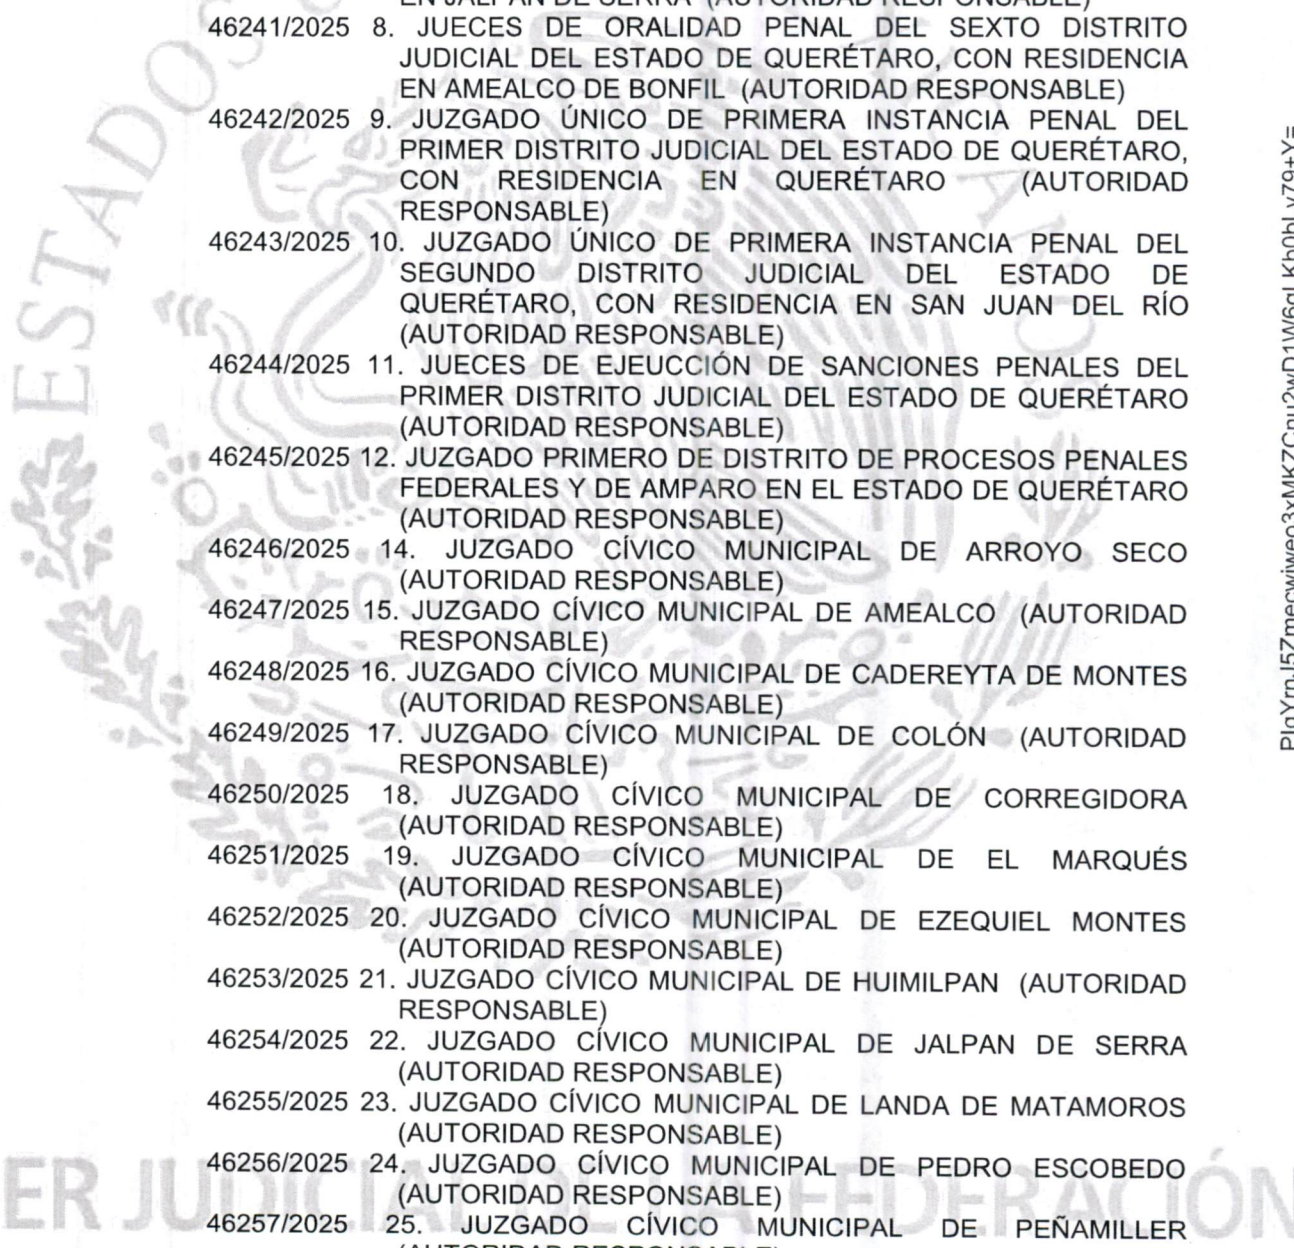 EN JALPAN DE SERRA (AUTORIDAD RESPONSABLE)
46241/2025 8. JUECES DE ORALIDAD PENAL DEL SEXTO DISTRITO
JUDICIAL DEL ESTADO DE QUERÉTARO, CON RESIDENCIA
EN AMEALCO DE BONFIL (AUTORIDAD RESPONSABLE)
46242/2025 9. JUZGADO ÚNICO DE PRIMERA INSTANCIA PENAL DEL
PRIMER DISTRITO JUDICIAL DEL ESTADO DE QUERÉTARO,
CON RESIDENCIA EN QUERÉTARO (AUTORIDAD
RESPONSABLE)
46243/2025 10. JUZGADO ÚNICO DE PRIMERA INSTANCIA PENAL DEL
SEGUNDO DISTRITO JUDICIAL DEL ESTADO DE
QUERÉTARO, CON RESIDENCIA EN SAN JUAN DEL RÍO
(AUTORIDAD RESPONSABLE)
46244/2025 11. JUECES DE EJEUCCIÓN DE SANCIONES PENALES DEL
PRIMER DISTRITO JUDICIAL DEL ESTADO DE QUERÉTARO
(AUTORIDAD RESPONSABLE)
46245/2025 12. JUZGADO PRIMERO DE DISTRITO DE PROCESOS PENALES
FEDERALES Y DE AMPARO EN EL ESTADO DE QUERÉTARO
(AUTORIDAD RESPONSABLE)
46246/2025 14. JUZGADO CÍVICO MUNICIPAL DE ARROYO SECO
(AUTORIDAD RESPONSABLE)
46247/2025 15. JUZGADO CÍVICO MUNICIPAL DE AMEALCO (AUTORIDAD
RESPONSABLE)
46248/2025 16. JUZGADO CÍVICO MUNICIPAL DE CADEREYTA DE MONTES
(AUTORIDAD RESPONSABLE)
46249/2025 17. JUZGADO CÍVICO MUNICIPAL DE COLÓN (AUTORIDAD
RESPONSABLE)
46250/2025 18. JUZGADO CÍVICO MUNICIPAL DE CORREGIDORA
(AUTORIDAD RESPONSABLE)
46251/2025 19. JUZGADO CÍVICO MUNICIPAL DE EL MARQUÉS
(AUTORIDAD RESPONSABLE)
46252/2025 20. JUZGADO CÍVICO MUNICIPAL DE EZEQUIEL MONTES
(AUTORIDAD RESPONSABLE)
46253/2025 21. JUZGADO CÍVICO MUNICIPAL DE HUIMILPAN (AUTORIDAD
RESPONSABLE)
46254/2025 22. JUZGADO CÍVICO MUNICIPAL DE JALPAN DE SERRA
(AUTORIDAD RESPONSABLE)
46255/2025 23. JUZGADO CÍVICO MUNICIPAL DE LANDA DE MATAMOROS
(AUTORIDAD RESPONSABLE)
46256/2025 24. JUZGADO CÍVICO MUNICIPAL DE PEDRO ESCOBEDO
(AUTORIDAD RESPONSABLE)
46257/2025 25. JUZGADO CÍVICO MUNICIPAL DE PEÑAMILLER
(AUTORIDAD RESPONSABLE)
ESTADOS
ER JUDICIAL DE LA FEDERACIÓN